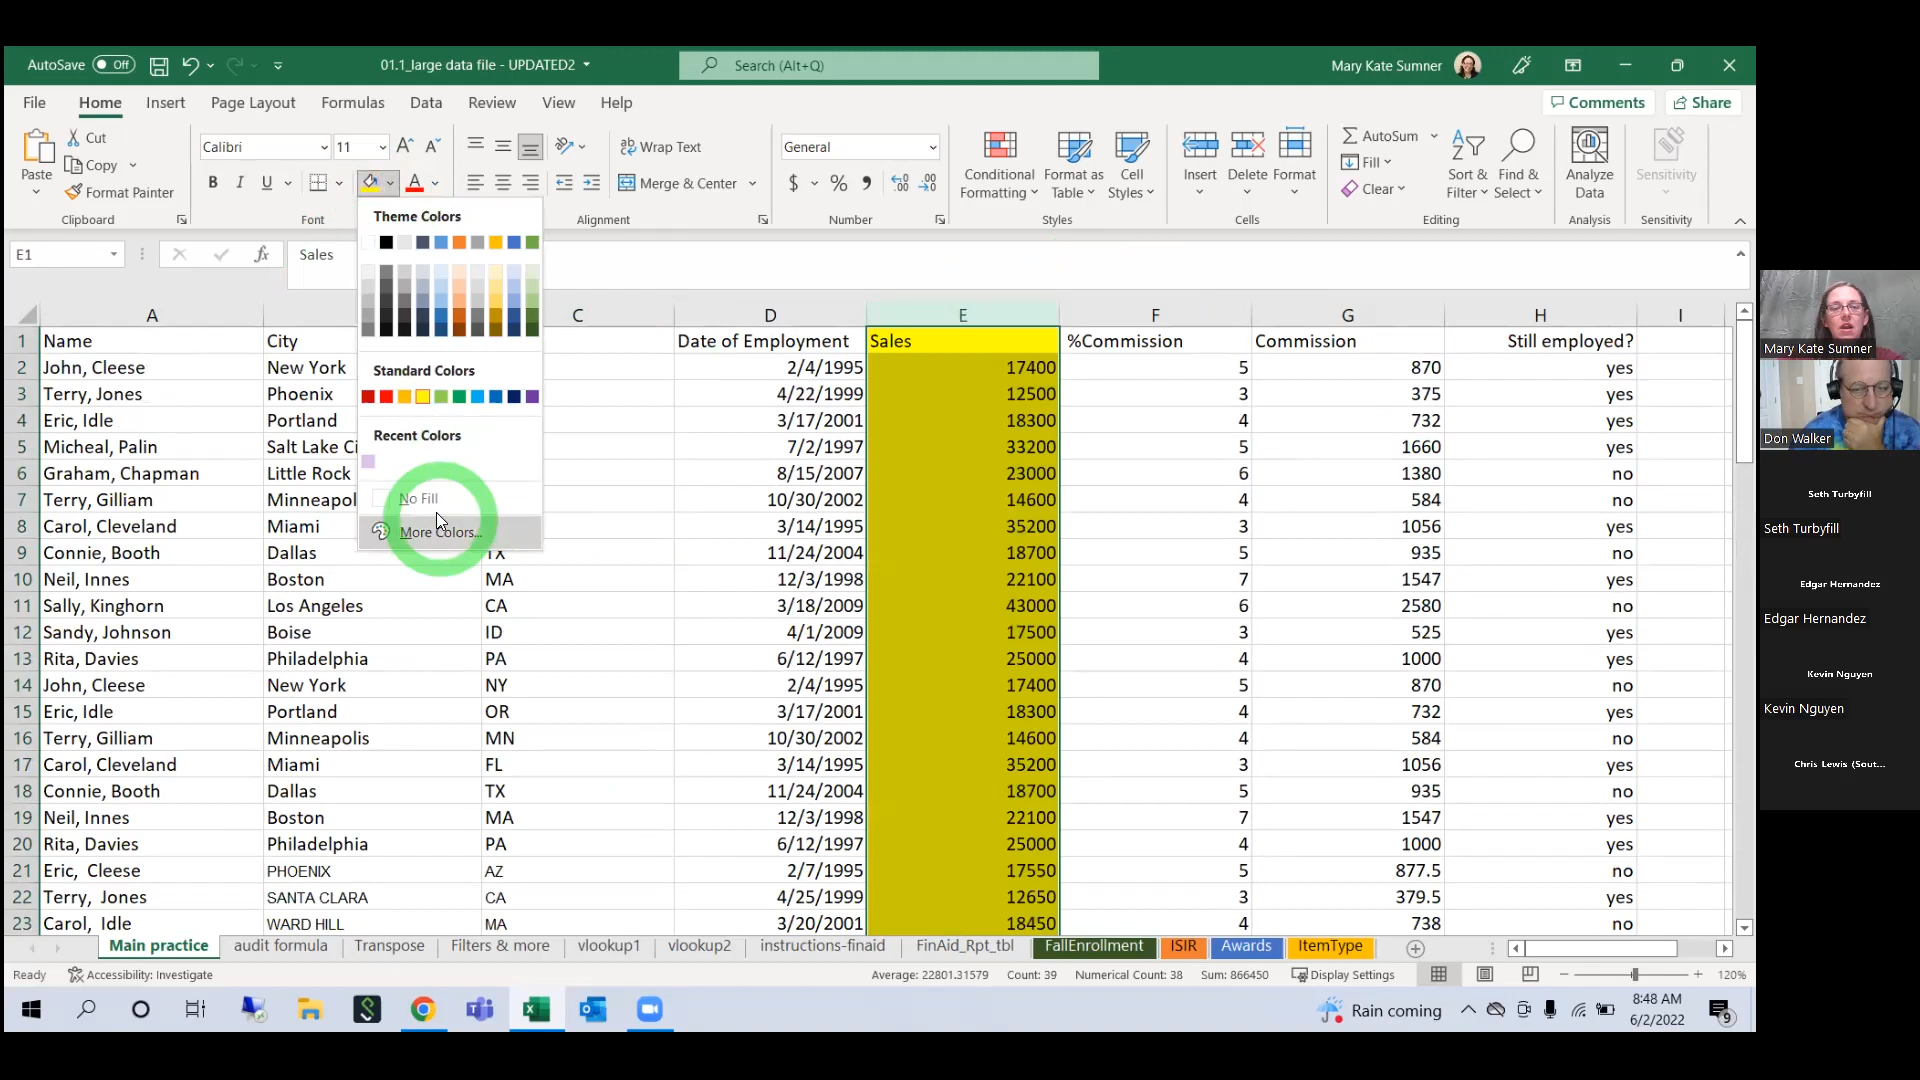 AutoSave Off 01.1_large data file - UPDATED2 Search (Alt+Q) Mary Kate Sumner
File Home Insert Page Layout Formulas Data Review View Help Comments Share
Paste Cut Copy Format Painter Clipboard
Calibri 11 B I U A Font
ab Wrap Text Merge & Center Alignment
General $ % Number
Conditional Formatting Format as Table Cell Styles Styles
Insert Delete Format Cells
AutoSum Fill Clear Sort & Filter Find & Select Editing
Analyze Data Analysis
Sensitivity Sensitivity
E1 fx Sales
Theme Colors
Standard Colors
Recent Colors
No Fill
More Colors...
A C D E F G H I
1 Name City Date of Employment Sales %Commission Commission Still employed?
2 John, Cleese New York 2/4/1995 17400 5 870 yes
3 Terry, Jones Phoenix 4/22/1999 12500 3 375 yes
4 Eric, Idle Portland 3/17/2001 18300 4 732 yes
5 Micheal, Palin Salt Lake Ci 7/2/1997 33200 5 1660 yes
6 Graham, Chapman Little Rock 8/15/2007 23000 6 1380 no
7 Terry, Gilliam Minneapol 10/30/2002 14600 4 584 no
8 Carol, Cleveland Miami 3/14/1995 35200 3 1056 yes
9 Connie, Booth Dallas TX 11/24/2004 18700 5 935 no
10 Neil, Innes Boston MA 12/3/1998 22100 7 1547 yes
11 Sally, Kinghorn Los Angeles CA 3/18/2009 43000 6 2580 no
12 Sandy, Johnson Boise ID 4/1/2009 17500 3 525 yes
13 Rita, Davies Philadelphia PA 6/12/1997 25000 4 1000 yes
14 John, Cleese New York NY 2/4/1995 17400 5 870 no
15 Eric, Idle Portland OR 3/17/2001 18300 4 732 yes
16 Terry, Gilliam Minneapolis MN 10/30/2002 14600 4 584 no
17 Carol, Cleveland Miami FL 3/14/1995 35200 3 1056 yes
18 Connie, Booth Dallas TX 11/24/2004 18700 5 935 no
19 Neil, Innes Boston MA 12/3/1998 22100 7 1547 yes
20 Rita, Davies Philadelphia PA 6/12/1997 25000 4 1000 yes
21 Eric, Cleese PHOENIX AZ 2/7/1995 17550 5 877.5 no
22 Terry, Jones SANTA CLARA CA 4/25/1999 12650 3 379.5 yes
23 Carol, Idle WARD HILL MA 3/20/2001 18450 4 738 no
Main practice audit formula Transpose Filters & more vlookup1 vlookup2 instructions-finaid FinAid_Rpt_tbl FallEnrollment ISIR Awards ItemType
Ready Accessibility: Investigate Average: 22801.31579 Count: 39 Numerical Count: 38 Sum: 866450 Display Settings 120%
Rain coming 8:48 AM
6/2/2022 9
Mary Kate Sumner
Don Walker
Seth Turbyfill
Seth Turbyfill
Edgar Hernandez
Edgar Hernandez
Kevin Nguyen
Kevin Nguyen
Chris Lewis (Sout...